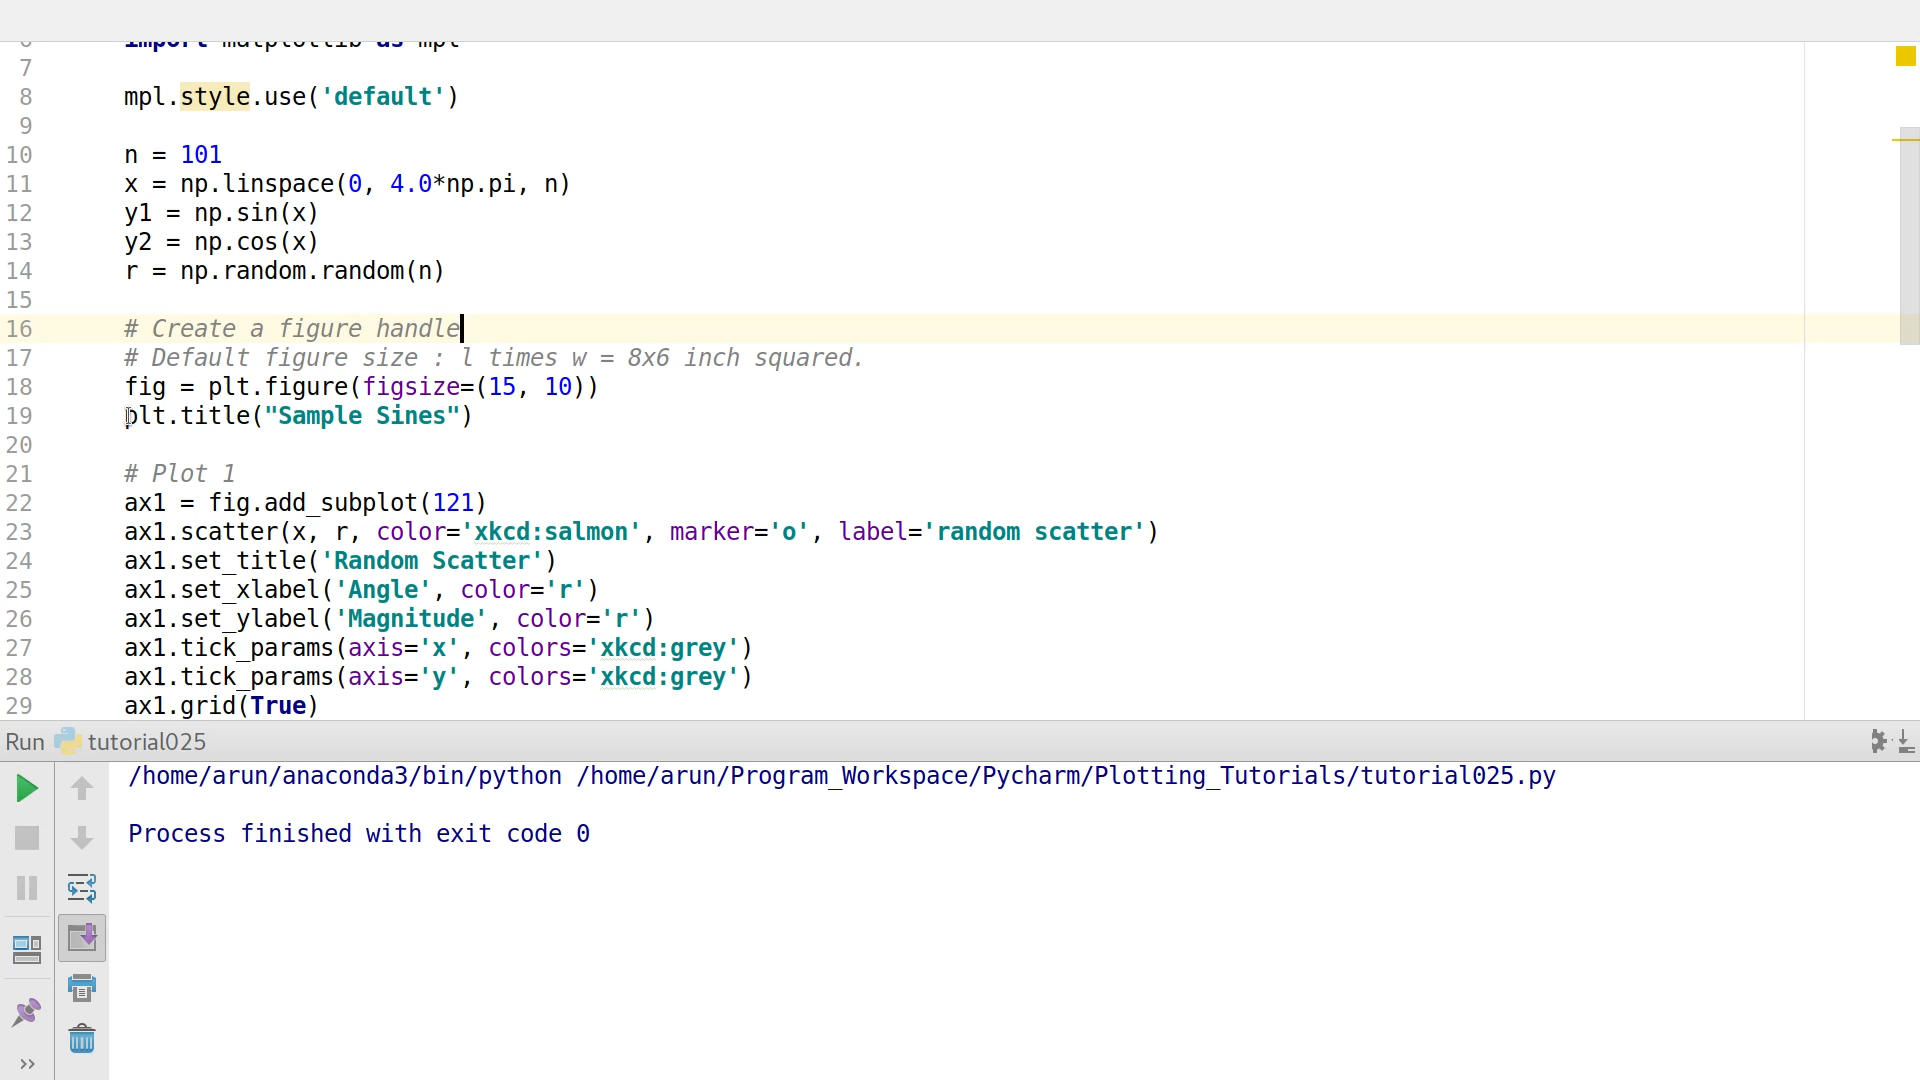 6 import matplotlib as mpl
7
8 mpl.style.use('default')
9
10 n = 101
11 x = np.linspace(0, 4.0*np.pi, n)
12 y1 = np.sin(x)
13 y2 = np.cos(x)
14 r = np.random.random(n)
15
16 # Create a figure handle
17 # Default figure size : l times w = 8x6 inch squared.
18 fig = plt.figure(figsize=(15, 10))
19 plt.title("Sample Sines")
20
21 # Plot 1
22 ax1 = fig.add_subplot(121)
23 ax1.scatter(x, r, color='xkcd:salmon', marker='o', label='random scatter')
24 ax1.set_title('Random Scatter')
25 ax1.set_xlabel('Angle', color='r')
26 ax1.set_ylabel('Magnitude', color='r')
27 ax1.tick_params(axis='x', colors='xkcd:grey')
28 ax1.tick_params(axis='y', colors='xkcd:grey')
29 ax1.grid(True)
Run tutorial025
/home/arun/anaconda3/bin/python /home/arun/Program_Workspace/Pycharm/Plotting_Tutorials/tutorial025.py
Process finished with exit code 0